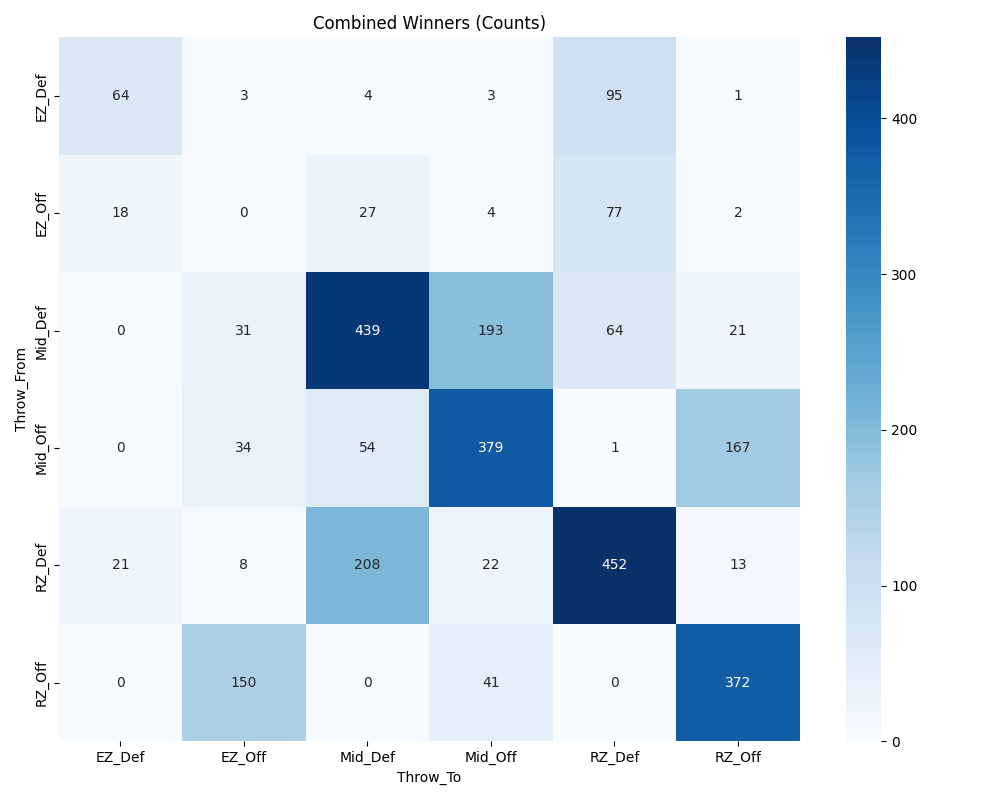 Combined Winners (Counts)
Throw_From
EZ_Def 64 3 4 3 95 1
EZ_Off 18 0 27 4 77 2
Mid_Def 0 31 439 193 64 21
Mid_Off 0 34 54 379 1 167
RZ_Def 21 8 208 22 452 13
RZ_Off 0 150 0 41 0 372
EZ_Def EZ_Off Mid_Def Mid_Off RZ_Def RZ_Off
Throw_To
400
300
200
100
0